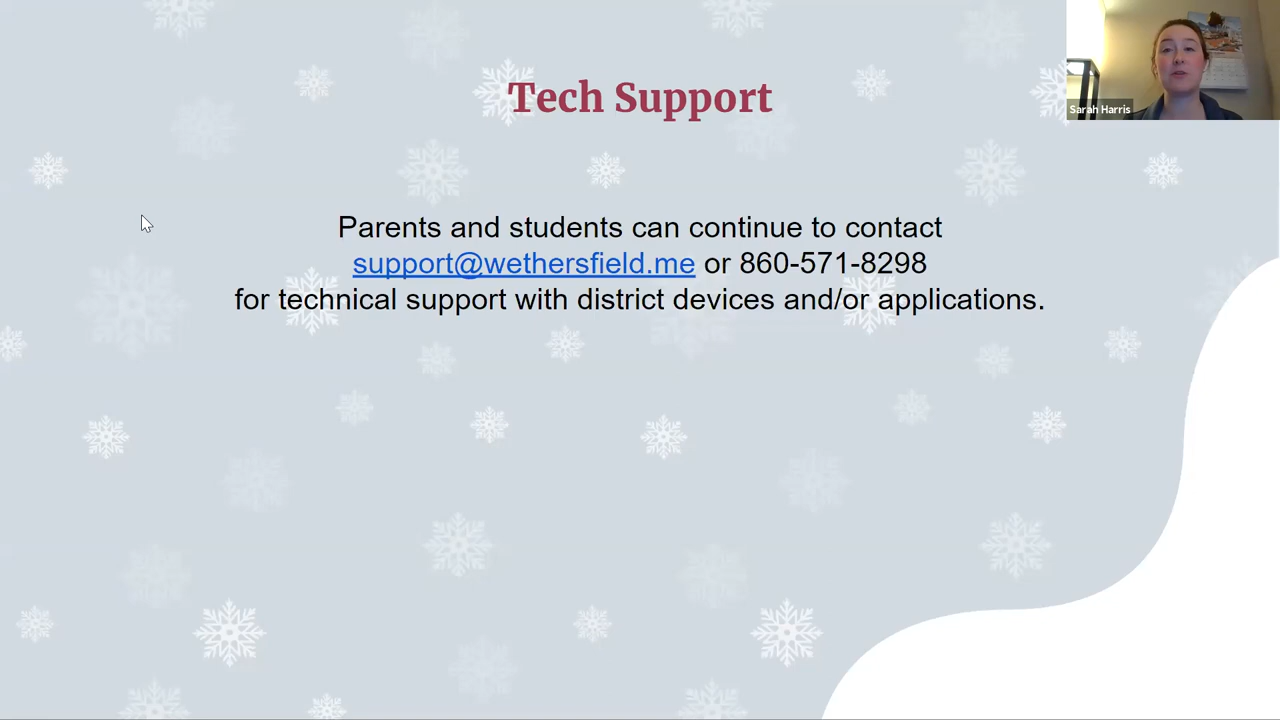 Tech Support
Sarah Harris
Parents and students can continue to contact
support@wethersfield.me or 860-571-8298
for technical support with district devices and/or applications.